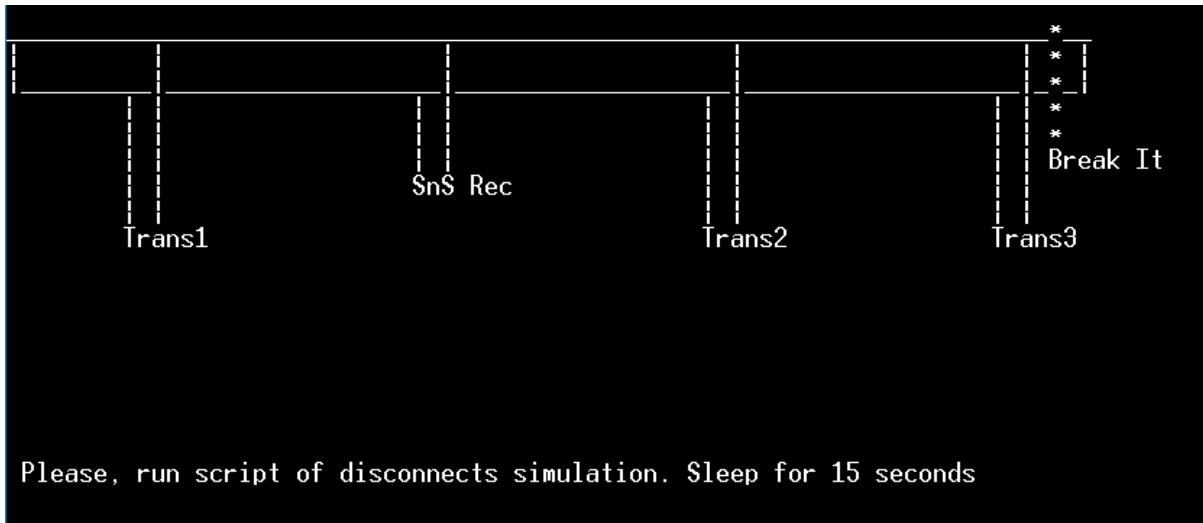 Break It
SnS Rec
Trans1 Trans2 Trans3
Please, run script of disconnects simulation. Sleep for 15 seconds